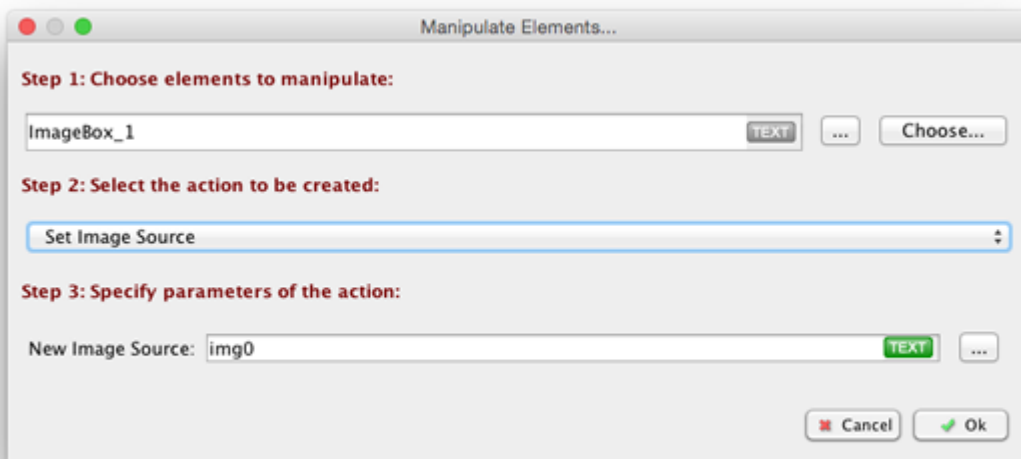 Manipulate Elements...
Step 1: Choose elements to manipulate:
ImageBox_1 TEXT ... Choose...
Step 2: Select the action to be created:
Set Image Source
Step 3: Specify parameters of the action:
New Image Source: img0 TEXT ...
Cancel Ok